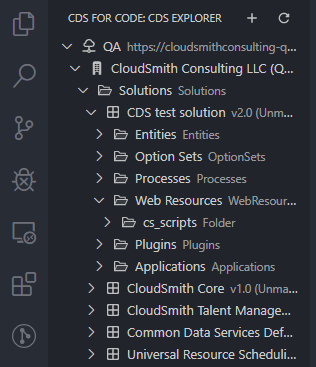 CDS FOR CODE: CDS EXPLORER
QA https://cloudsmithconsulting-q...
CloudSmith Consulting LLC (Q...
Solutions Solutions
CDS test solution v2.0 (Unm...
Entities Entities
Option Sets OptionSets
Processes Processes
Web Resources WebResour...
cs_scripts Folder
Plugins Plugins
Applications Applications
CloudSmith Core v1.0 (Unma...
CloudSmith Talent Manage...
Common Data Services Def...
Universal Resource Scheduli...